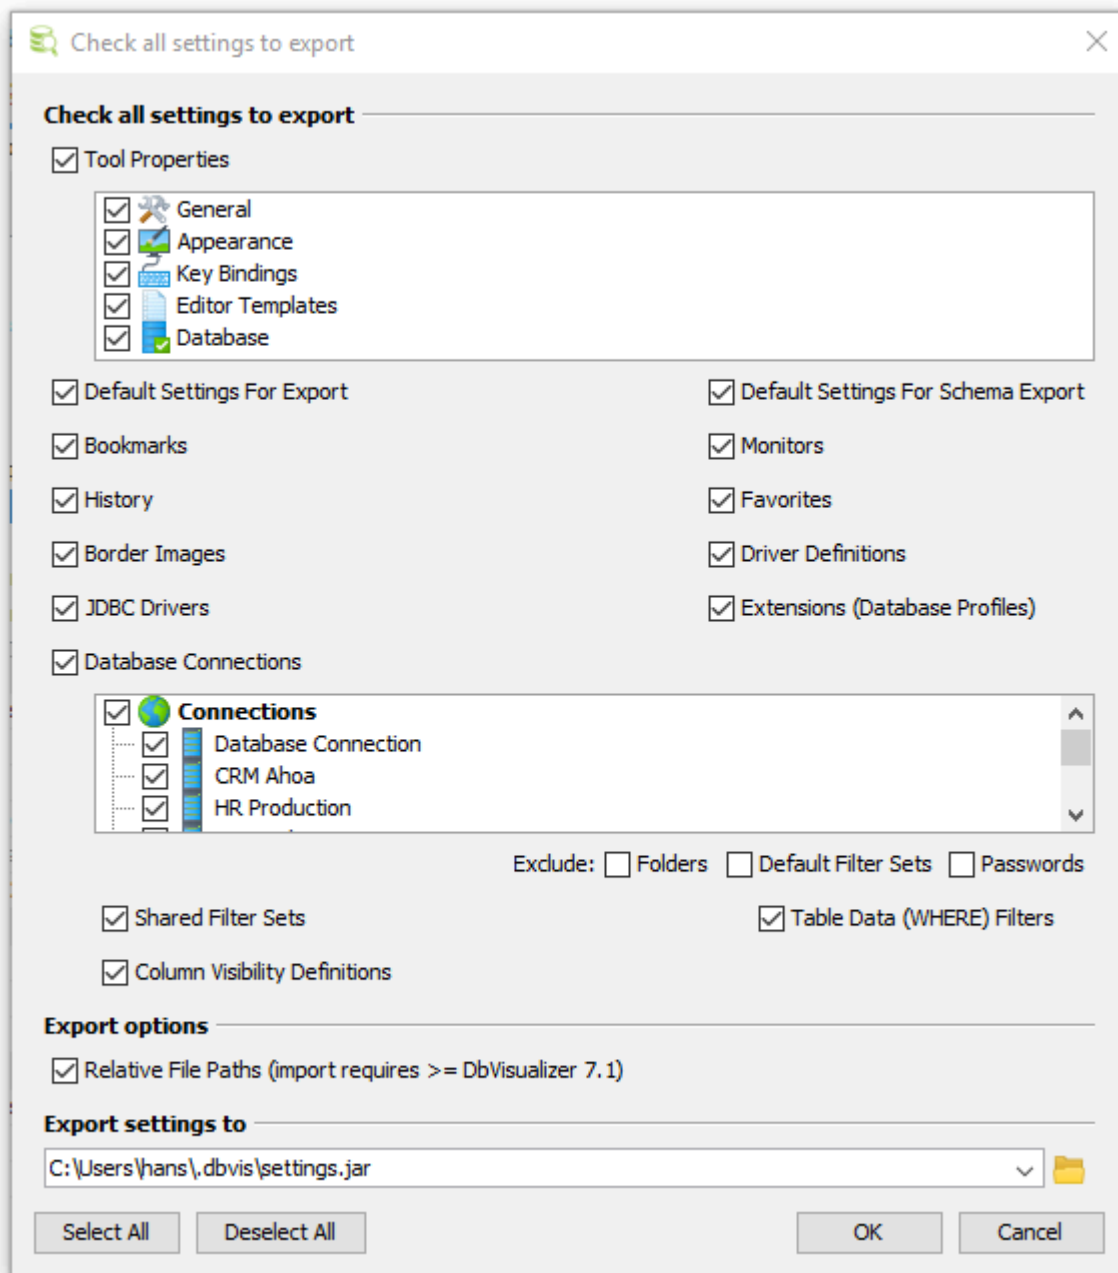 Check all settings to export
Check all settings to export
Tool Properties
General
Appearance
Key Bindings
Editor Templates
Database
Default Settings For Export
Default Settings For Schema Export
Bookmarks
Monitors
History
Favorites
Border Images
Driver Definitions
JDBC Drivers
Extensions (Database Profiles)
Database Connections
Connections
Database Connection
CRM Ahoa
HR Production
Exclude: Folders Default Filter Sets Passwords
Shared Filter Sets
Table Data (WHERE) Filters
Column Visibility Definitions
Export options
Relative File Paths (import requires >= DbVisualizer 7.1)
Export settings to
C:\Users\hans\.dbvis\settings.jar
Select All Deselect All OK Cancel